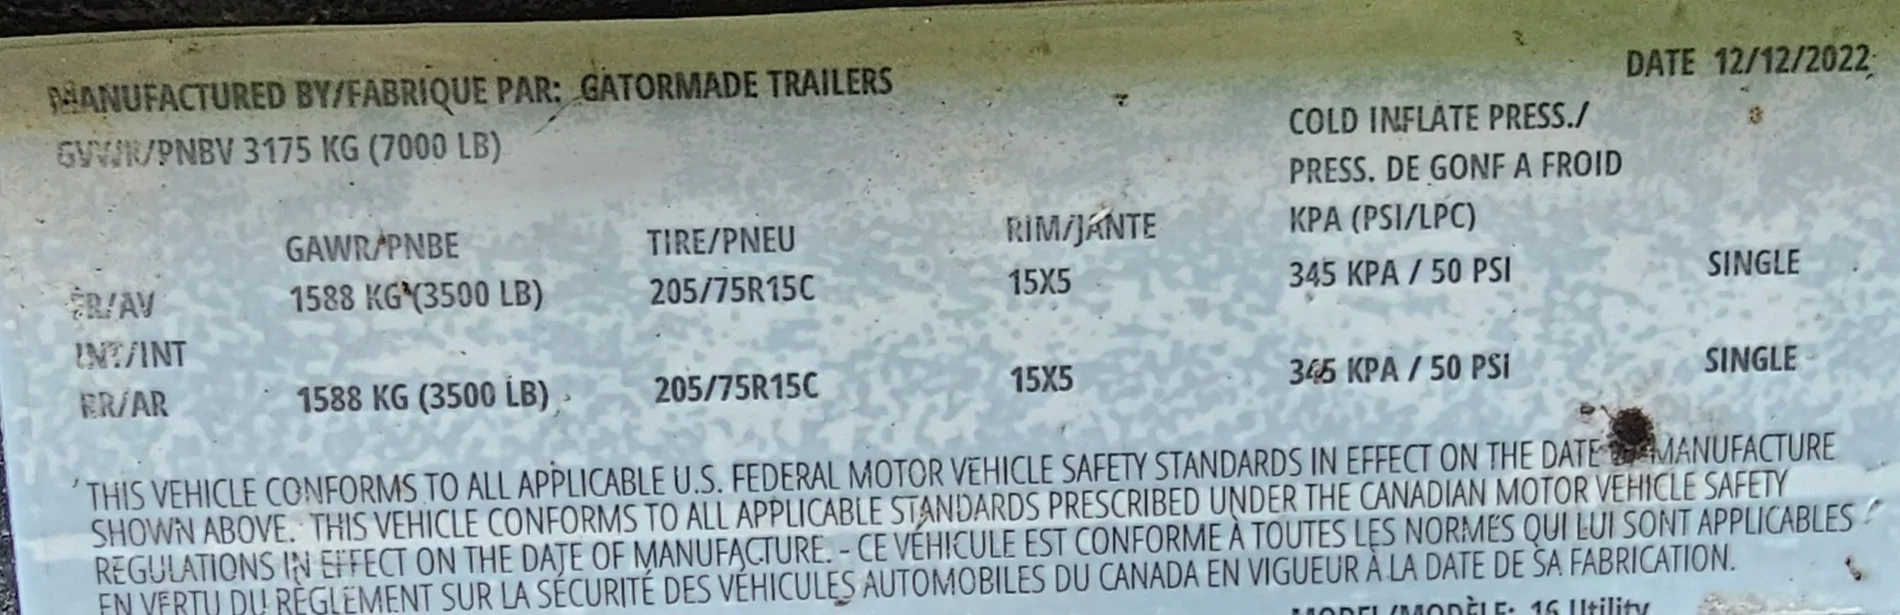 MANUFACTURED BY/FABRIQUE PAR: GATORMADE TRAILERS DATE 12/12/2022
GVWR/PNBV 3175 KG (7000 LB) COLD INFLATE PRESS./
PRESS. DE GONF A FROID
GAWR/PNBE TIRE/PNEU RIM/JANTE KPA (PSI/LPC)
FR/AV 1588 KG (3500 LB) 205/75R15C 15X5 345 KPA / 50 PSI SINGLE
INT/INT
RR/AR 1588 KG (3500 LB) 205/75R15C 15X5 345 KPA / 50 PSI SINGLE
THIS VEHICLE CONFORMS TO ALL APPLICABLE U.S. FEDERAL MOTOR VEHICLE SAFETY STANDARDS IN EFFECT ON THE DATE MANUFACTURE
SHOWN ABOVE. THIS VEHICLE CONFORMS TO ALL APPLICABLE STANDARDS PRESCRIBED UNDER THE CANADIAN MOTOR VEHICLE SAFETY
REGULATIONS IN EFFECT ON THE DATE OF MANUFACTURE. - CE VÉHICULE EST CONFORME À TOUTES LES NORMES QUI LUI SONT APPLICABLES
EN VERTU DU RÈGLEMENT SUR LA SÉCURITÉ DES VÉHICULES AUTOMOBILES DU CANADA EN VIGUEUR À LA DATE DE SA FABRICATION.
MODEL/MODÈLE: 16 Utility